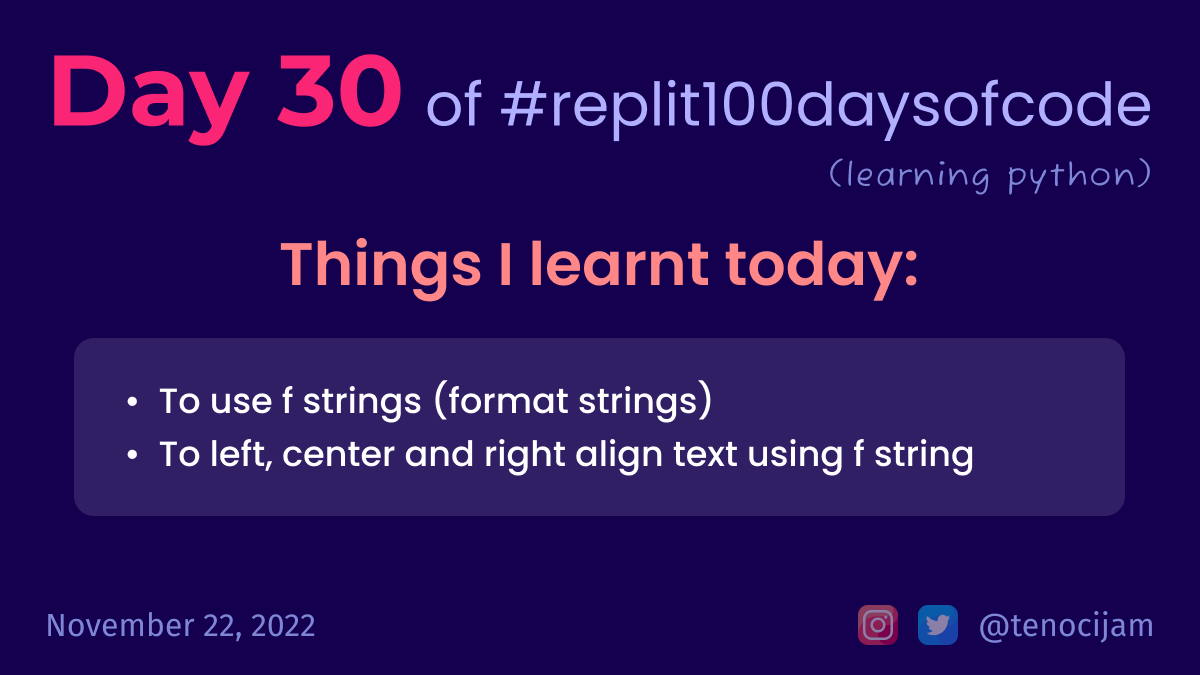 Day 30 of #replit100daysofcode
(learning python)
Things I learnt today:
• To use f strings (format strings)
• To left, center and right align text using f string
November 22, 2022 @tenocijam